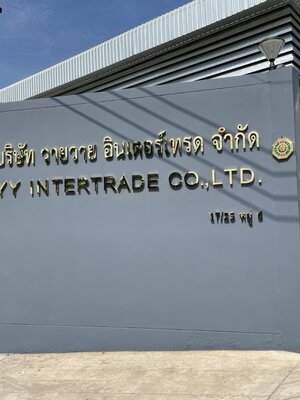 บริษัท วายวาย อินเตอร์เทรด จำกัด
YY INTERTRADE CO.,LTD.
17/25 หมู่ 6